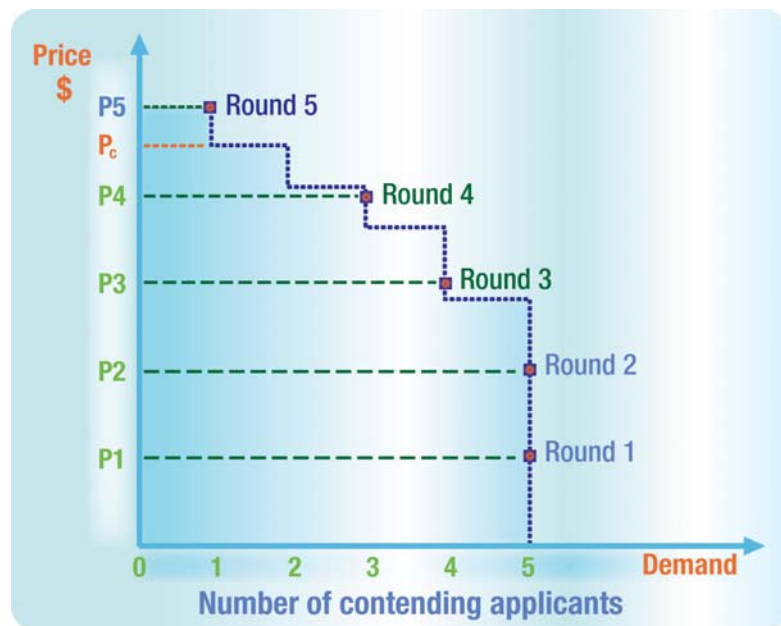 Price
$
P5
Round 5
Pc
P4
Round 4
P3
Round 3
P2
Round 2
P1
Round 1
0 1 2 3 4 5 Demand
Number of contending applicants